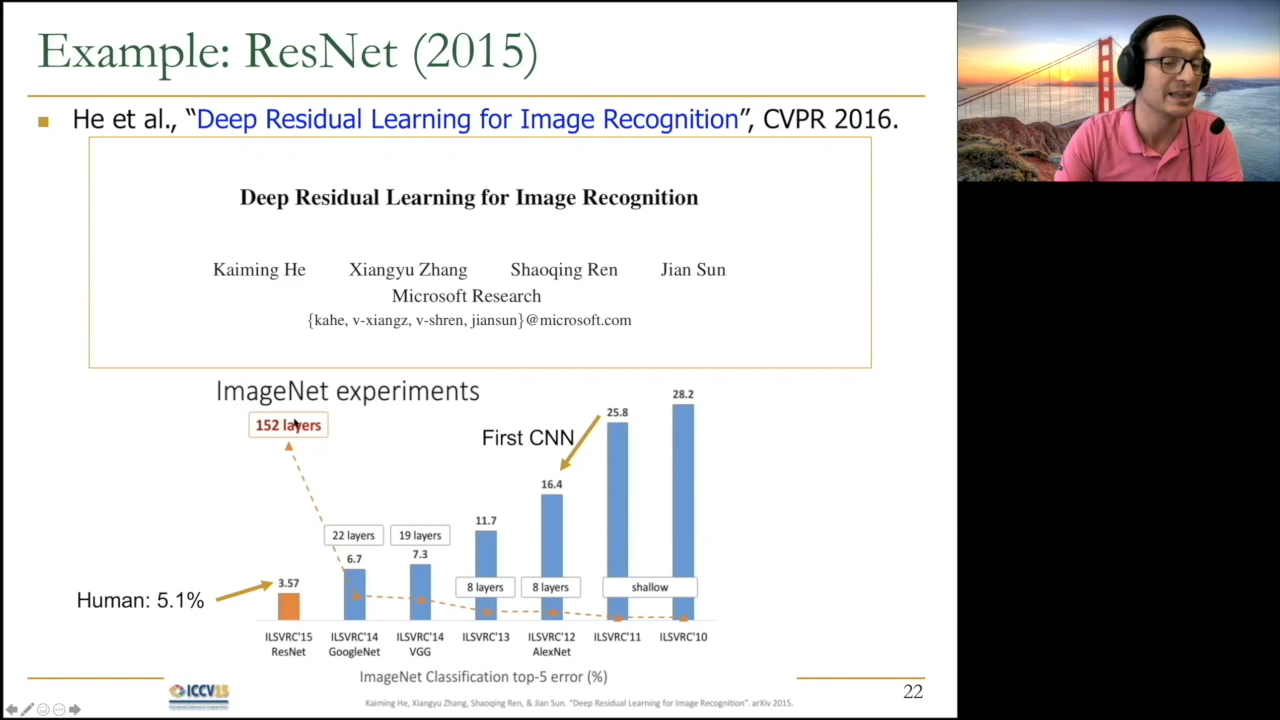 Example: ResNet (2015)
He et al., “Deep Residual Learning for Image Recognition”, CVPR 2016.
Deep Residual Learning for Image Recognition
Kaiming He Xiangyu Zhang Shaoqing Ren Jian Sun
Microsoft Research
{kahe, v-xiangz, v-shren, jiansun}@microsoft.com
ImageNet experiments
152 layers
28.2
25.8
First CNN
16.4
11.7
22 layers
19 layers
6.7
7.3
8 layers
8 layers
shallow
3.57
Human: 5.1%
ILSVRC'15 ResNet
ILSVRC'14 GoogleNet
ILSVRC'14 VGG
ILSVRC'13
ILSVRC'12 AlexNet
ILSVRC'11
ILSVRC'10
ImageNet Classification top-5 error (%)
ICCV15
Kaiming He, Xiangyu Zhang, Shaoqing Ren, & Jian Sun. “Deep Residual Learning for Image Recognition”. arXiv 2015.
22